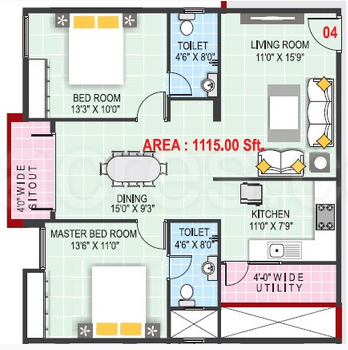 TOILET
4'6" X 8'0"
LIVING ROOM
11'0" X 15'9"
04
BED ROOM
13'3" X 10'0"
AREA : 1115.00 Sft.
4'0" WIDE
SITOUT
DINING
15'0" X 9'3"
KITCHEN
11'0" X 7'9"
MASTER BED ROOM
13'6" X 11'0"
TOILET
4'6" X 8'0"
4'-0" WIDE
UTILITY